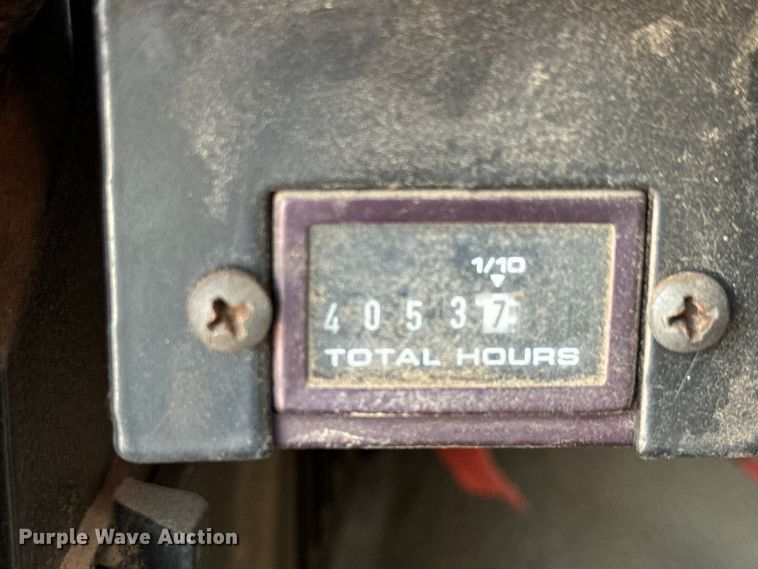 1/10
4 0 5 3 7
TOTAL HOURS
Purple Wave Auction